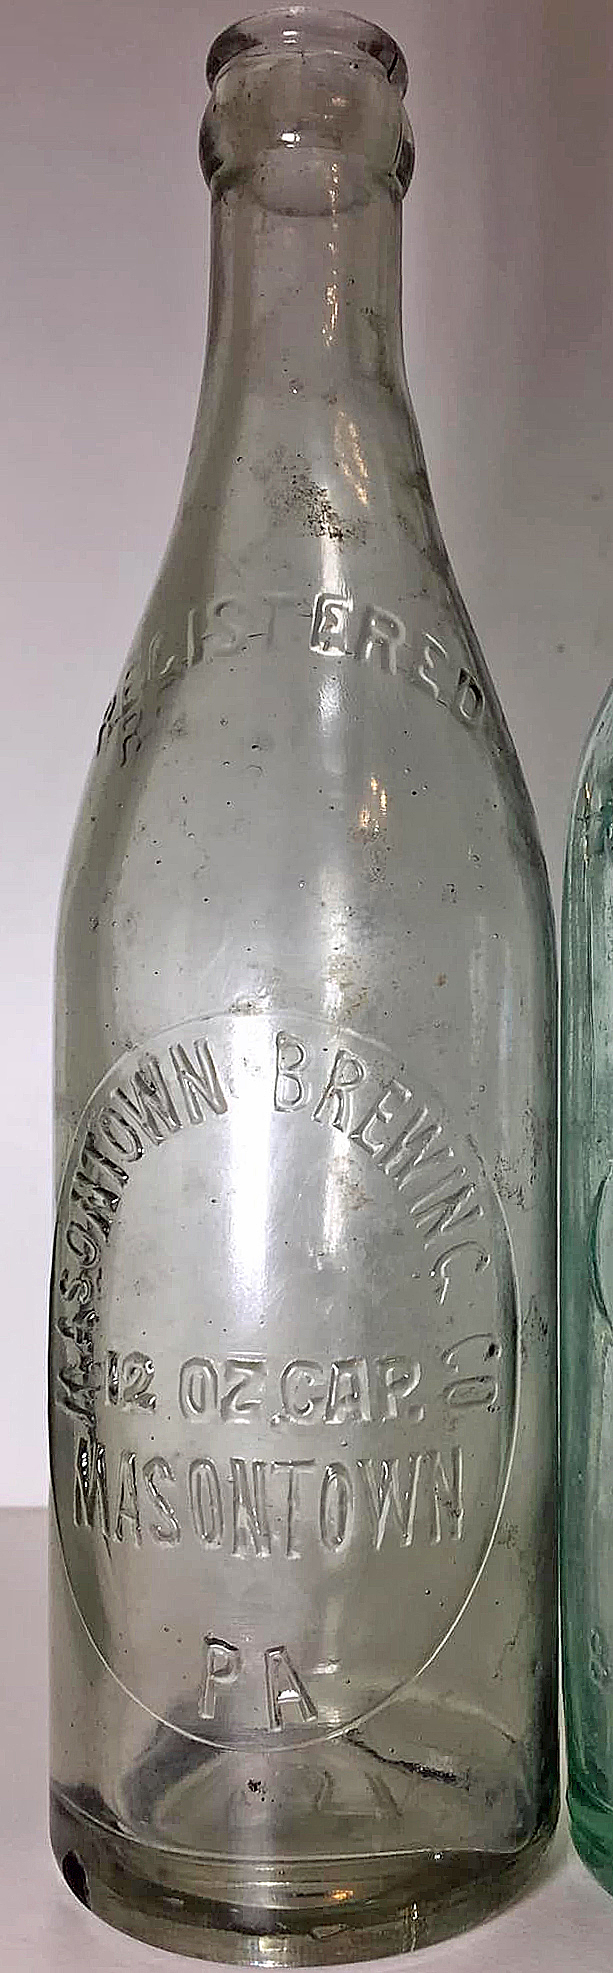 REGISTERED
MASONTOWN BREWING CO
12 OZ.CAP.
MASONTOWN
PA